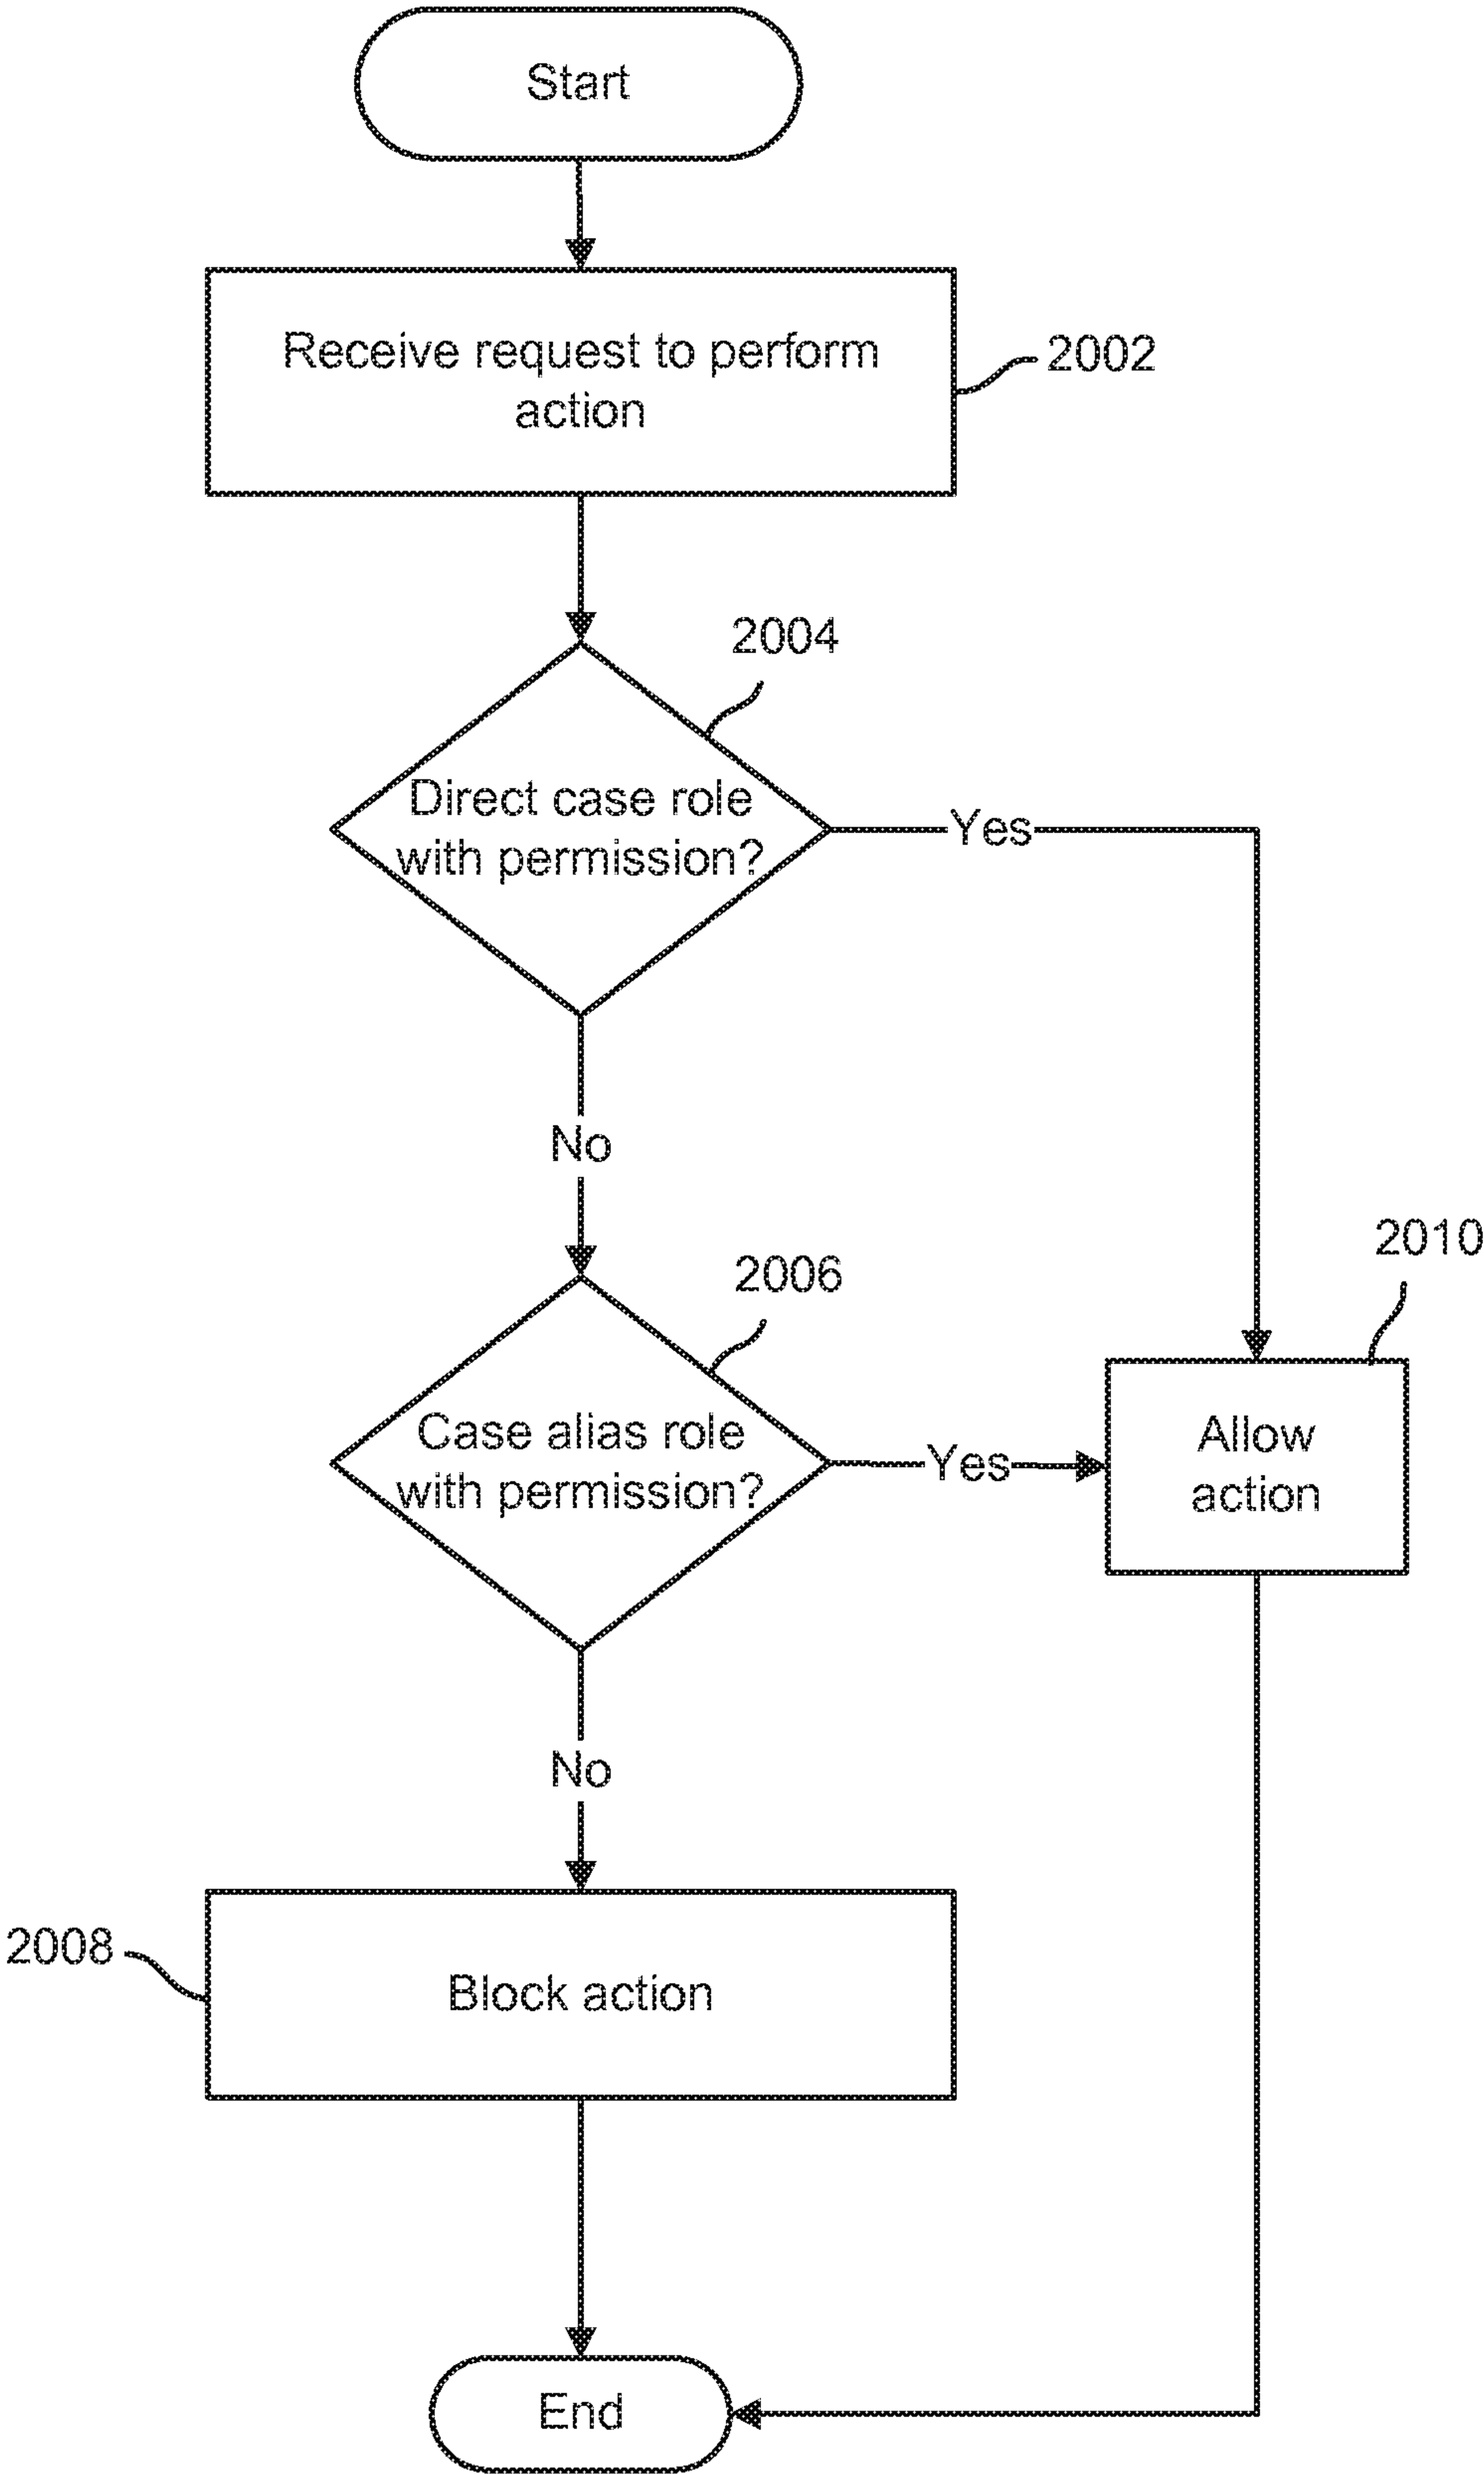 Start
Receive request to perform
action
2002
2004
Direct case role
with permission?
Yes
No
2006
2010
Case alias role
with permission?
Yes
Allow
action
No
2008
Block action
End